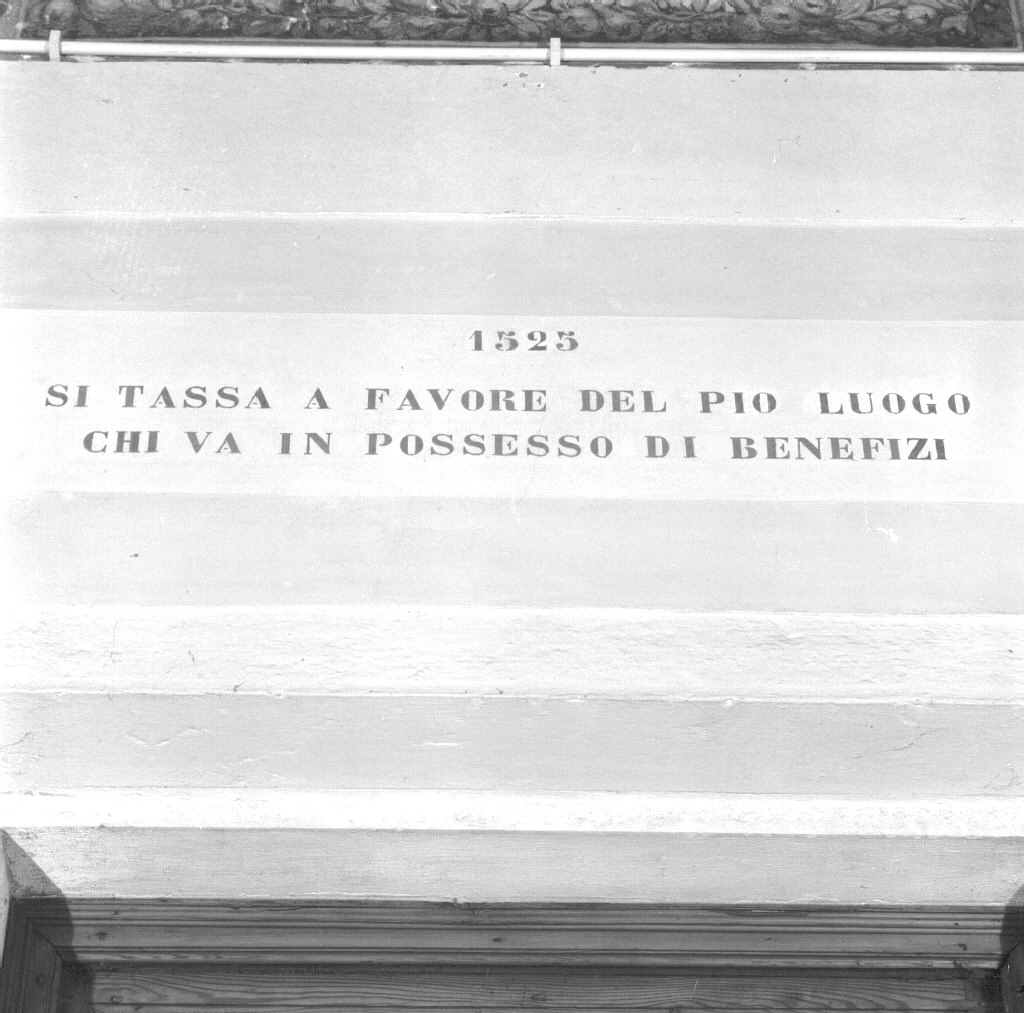 1525
SI TASSA A FAVORE DEL PIO LUOGO
CHI VA IN POSSESSO DI BENEFIZI